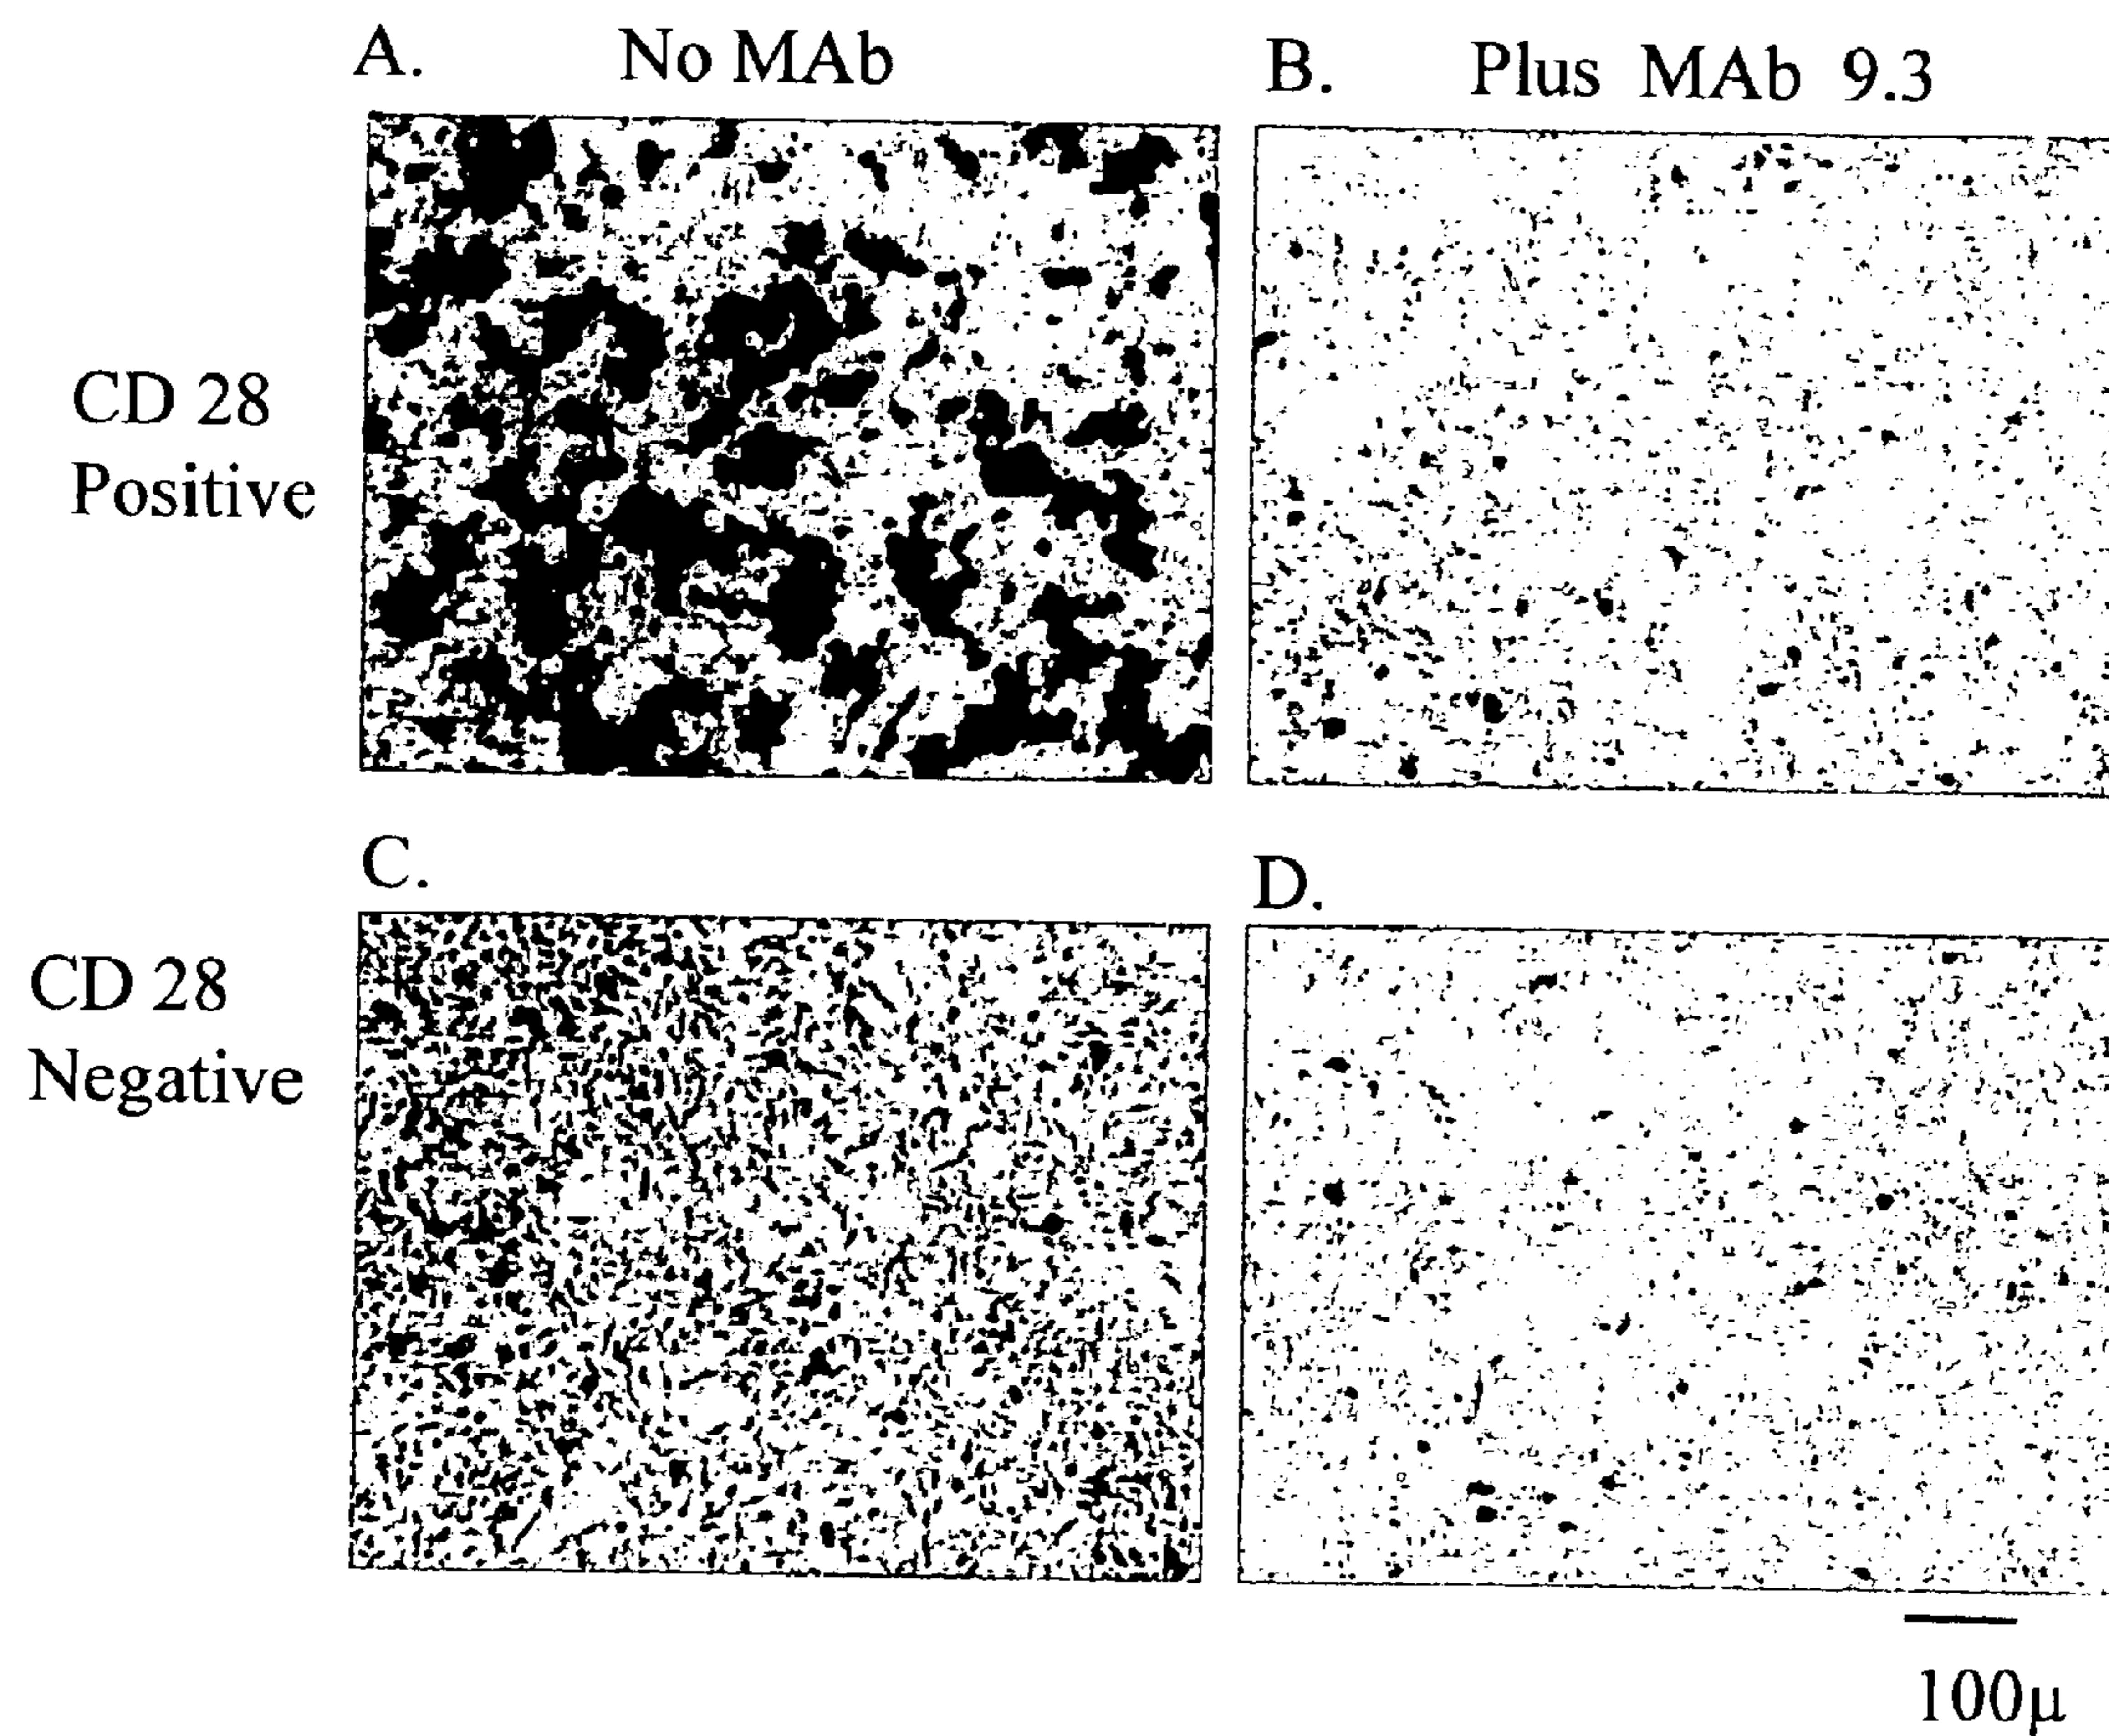 A. No MAb
B. Plus MAb 9.3
CD 28
Positive
C.
D.
CD 28
Negative
100µ